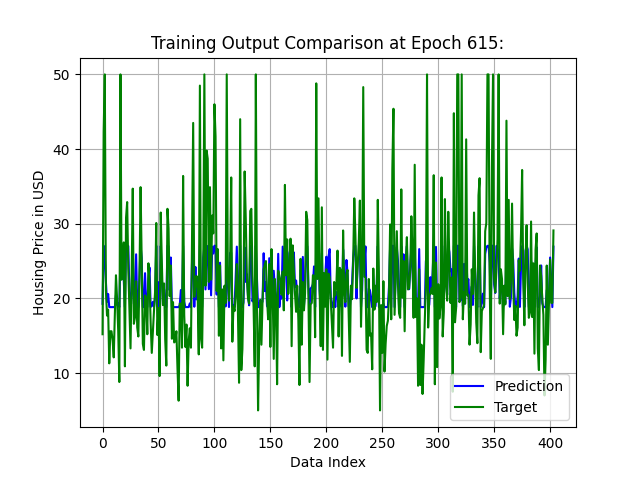 Training Output Comparison at Epoch 615:
50
40
30
20
10
Housing Price in USD
0 50 100 150 200 250 300 350 400
Data Index
Prediction
Target